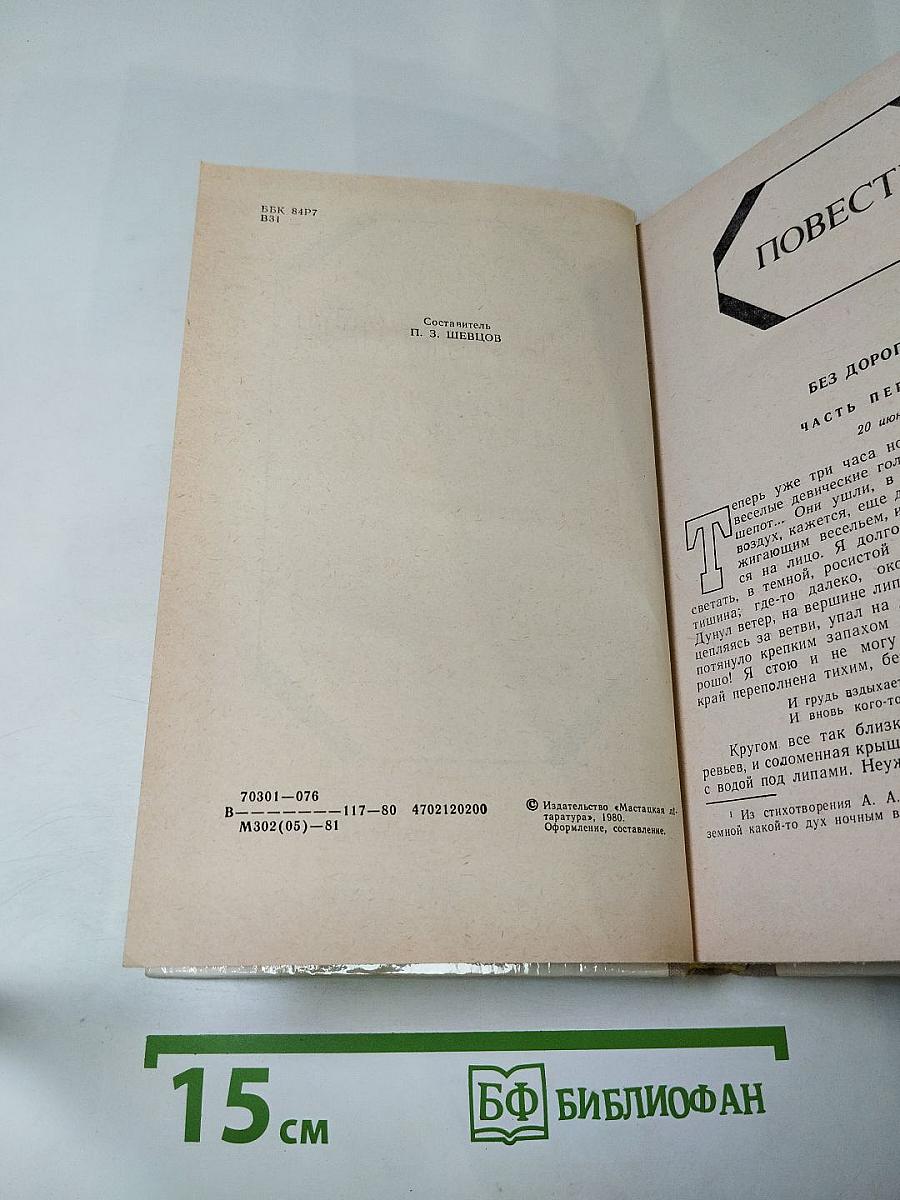 ББК 84Р7
В31
Составитель
П. З. ШЕВЦОВ
70301—076
В——————117—80 4702120200
М302(05)—81
© Издательство «Мастацкая лі-
таратура», 1980.
Оформление, составление.
ПОВЕСТ
БЕЗ ДОРОГ
ЧАСТЬ ПЕР
20 июн
Теперь уже три часа но
веселые девические гол
шепот... Они ушли, в
воздух, кажется, еще д
жигающим весельем, и
ся на лицо. Я долго
светать, в темной, росистой
тишина; где-то далеко, око
Дунул ветер, на вершине лип
цепляясь за ветви, упал на
потянуло крепким запахом
рошо! Я стою и не могу
край переполнена тихим, бе
И грудь вздыхает
И вновь кого-то
Кругом все так близк
ревьев, и соломенная крыш
с водой под липами. Неуж
¹ Из стихотворения А. А.
земной какой-то дух ночным в
15 см
БФ БИБЛИОФАН